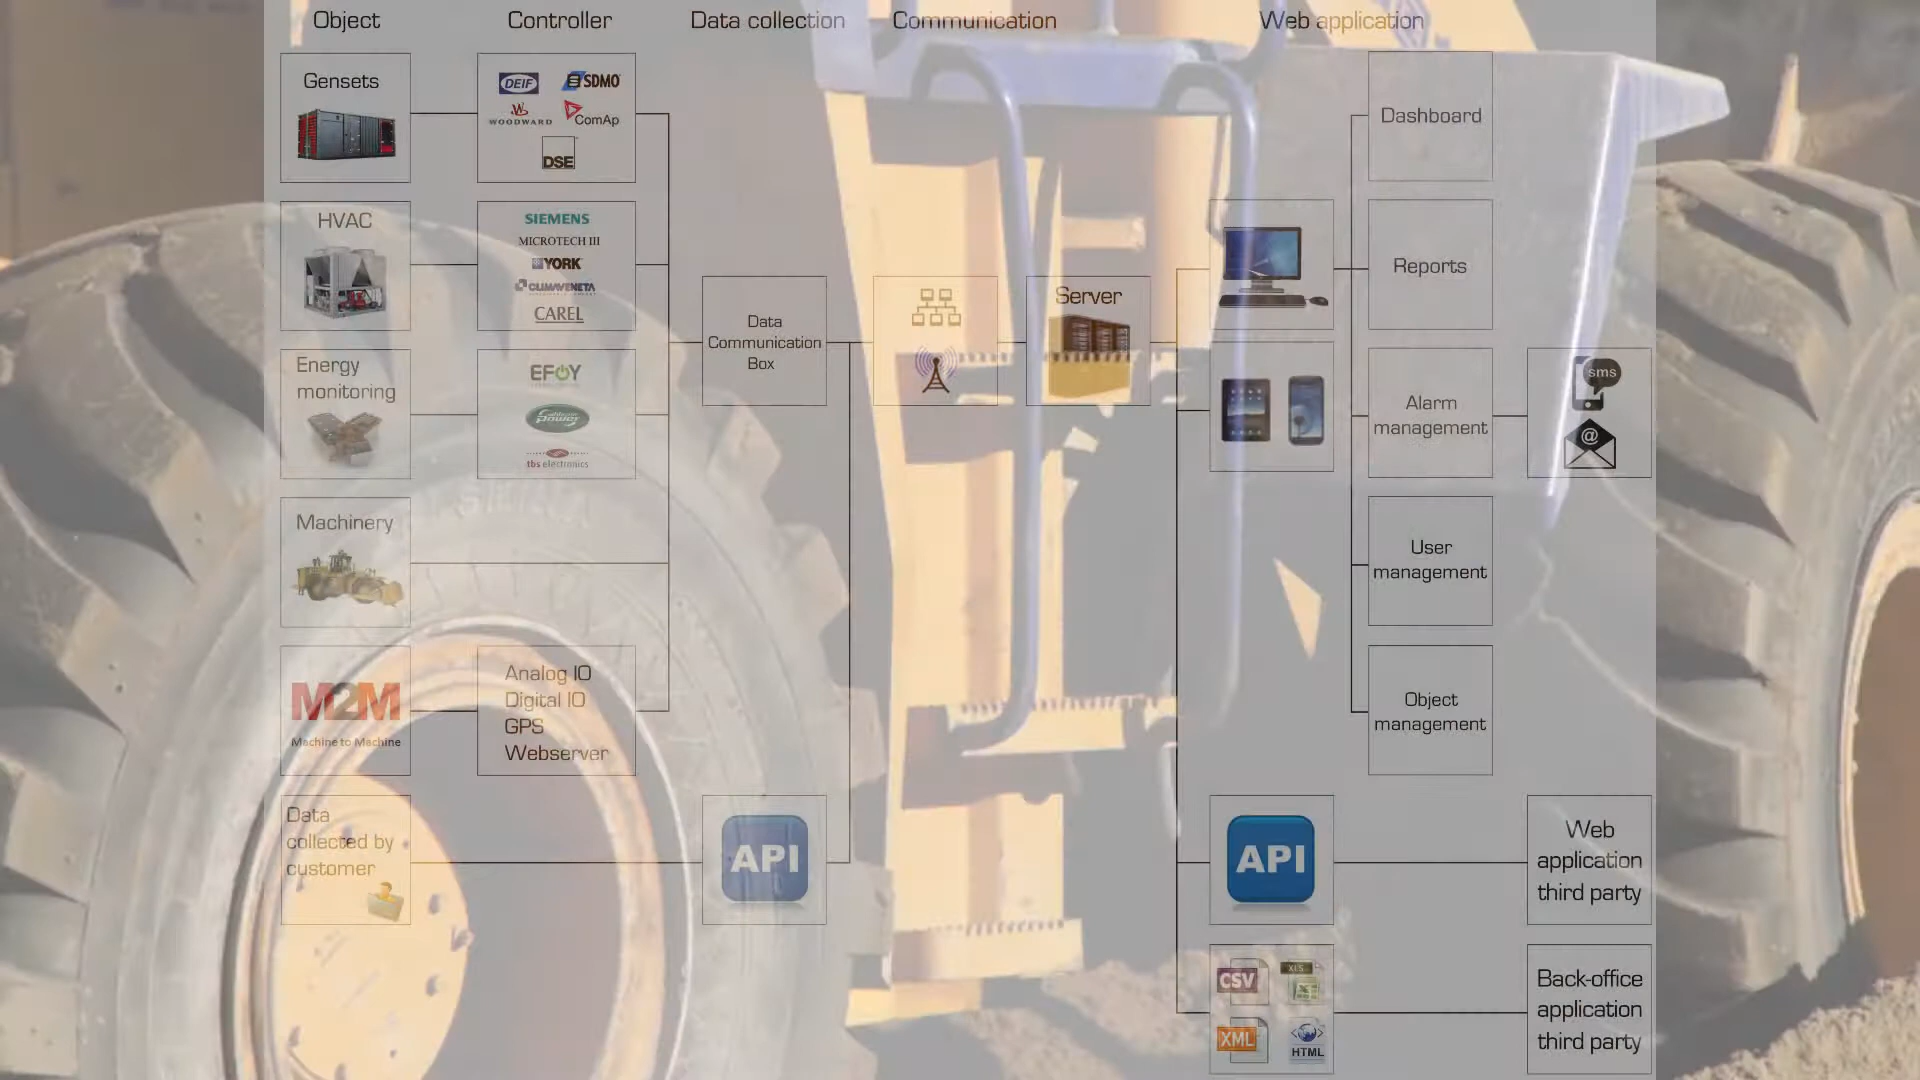 Object
Controller
Data collection
Communication
Web application
Gensets
DEIF
SDMO
WOODWARD
ComAp
DSE
HVAC
SIEMENS
MICROTECH III
YORK
CLIMAVENETA
CAREL
Energy
monitoring
EFOY
Power
tbs electronics
Machinery
M2M
Machine to Machine
Analog IO
Digital IO
GPS
Webserver
Data
collected by
customer
Data
Communication
Box
API
Server
Dashboard
Reports
Alarm
management
sms
@
User
management
Object
management
API
Web
application
third party
CSV
XLS
XML
HTML
Back-office
application
third party